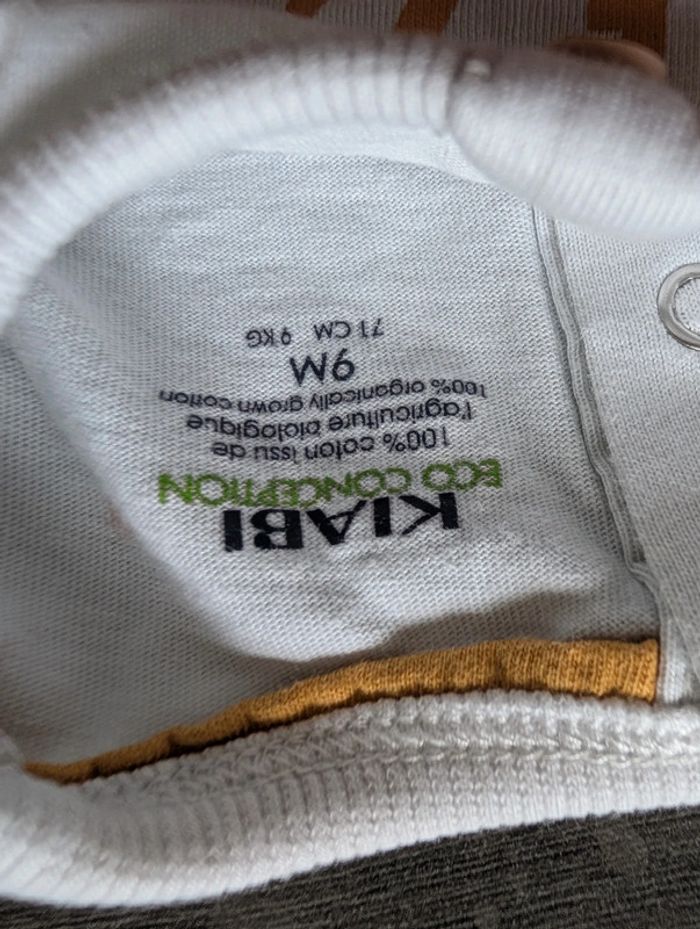 KIABI
ECO CONCEPTION
100% coton issu de
l'agriculture biologique
100% organically grown cotton
9M
71 CM 9 KG